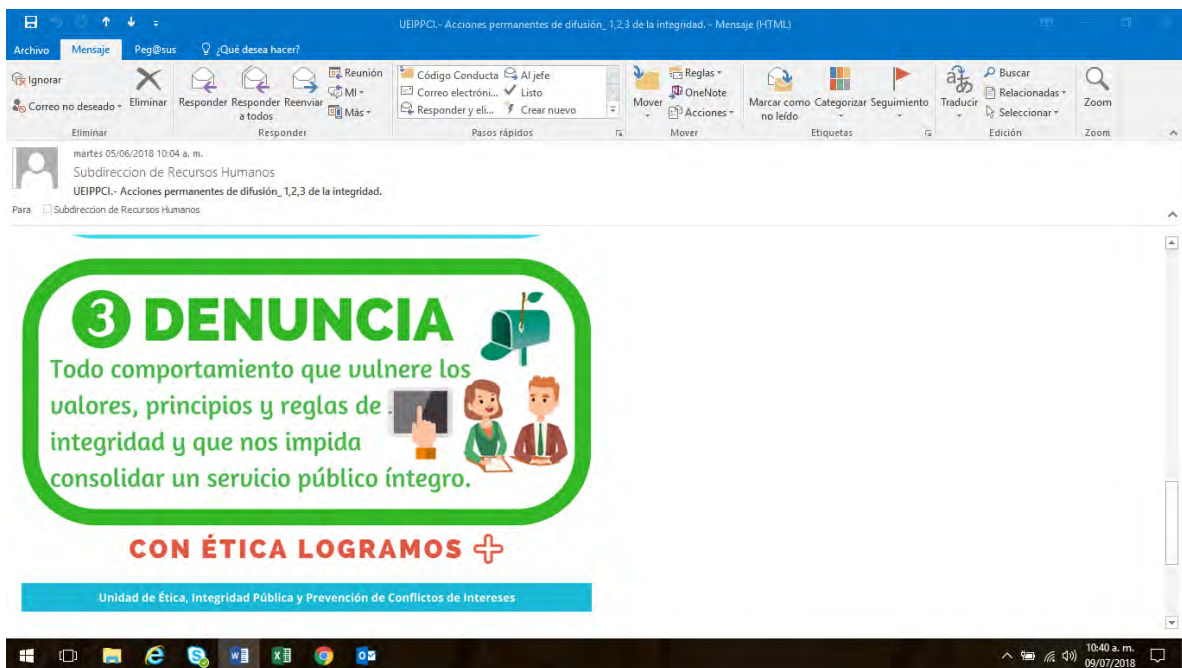 UEIPPCI.- Acciones permanentes de difusión_ 1,2,3 de la integridad. - Mensaje (HTML)
Archivo Mensaje Peg@sus ¿Qué desea hacer?
Ignorar
Correo no deseado
Eliminar
Responder
Responder a todos
Reenviar
Reunión
MI
Más
Código Conducta
Al jefe
Correo electróni...
Listo
Responder y eli...
Crear nuevo
Mover
Reglas
OneNote
Acciones
Marcar como no leído
Categorizar
Seguimiento
Traducir
Buscar
Relacionadas
Seleccionar
Zoom
Eliminar Responder Pasos rápidos Mover Etiquetas Edición Zoom
martes 05/06/2018 10:04 a. m.
Subdireccion de Recursos Humanos
UEIPPCI.- Acciones permanentes de difusión_ 1,2,3 de la integridad.
Para Subdireccion de Recursos Humanos
3 DENUNCIA
Todo comportamiento que vulnere los
valores, principios y reglas de
integridad y que nos impida
consolidar un servicio público íntegro.
CON ÉTICA LOGRAMOS +
Unidad de Ética, Integridad Pública y Prevención de Conflictos de Intereses
10:40 a. m.
09/07/2018